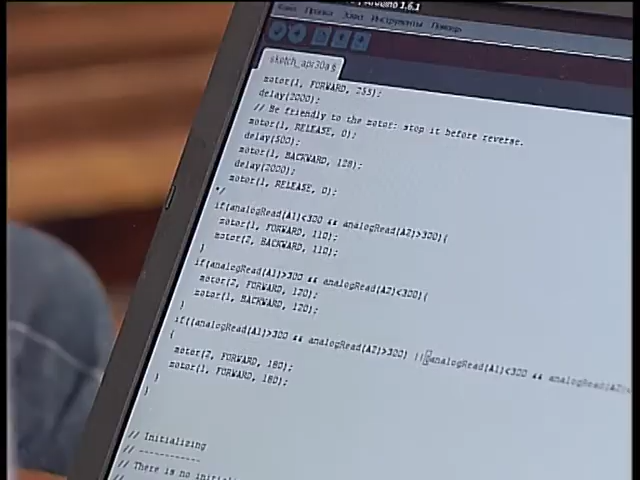 Arduino 1.6.1
Файл Правка Эскиз Инструменты Помощь
sketch_apr30a §
motor(1, FORWARD, 255);
delay(2000);
// Be friendly to the motor: stop it before reverse.
motor(1, RELEASE, 0);
delay(500);
motor(1, BACKWARD, 128);
delay(2000);
motor(1, RELEASE, 0);
*/
if(analogRead(A1)<300 && analogRead(A2)>300){
motor(1, FORWARD, 110);
motor(2, BACKWARD, 110);
}
if(analogRead(A1)>300 && analogRead(A2)<300){
motor(2, FORWARD, 120);
motor(1, BACKWARD, 120);
}
if((analogRead(A1)>300 && analogRead(A2)>300) ||(analogRead(A1)<300 && analogRead(A2)<
{
motor(2, FORWARD, 180);
motor(1, FORWARD, 180);
}
}
// Initializing
// ------------
// There is no initi